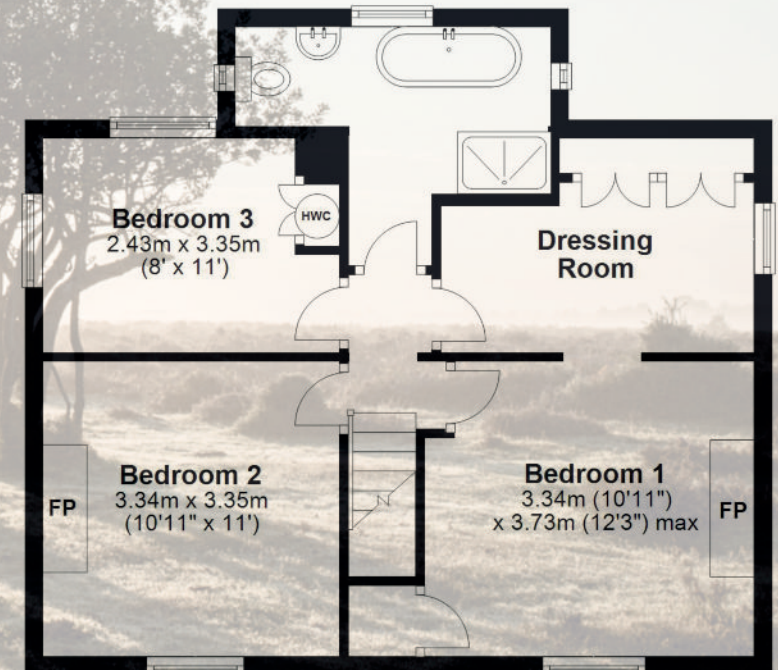 Bedroom 3
2.43m x 3.35m
(8' x 11')
HWC
Dressing
Room
Bedroom 2
3.34m x 3.35m
(10'11" x 11')
FP
Bedroom 1
3.34m (10'11")
x 3.73m (12'3") max
FP